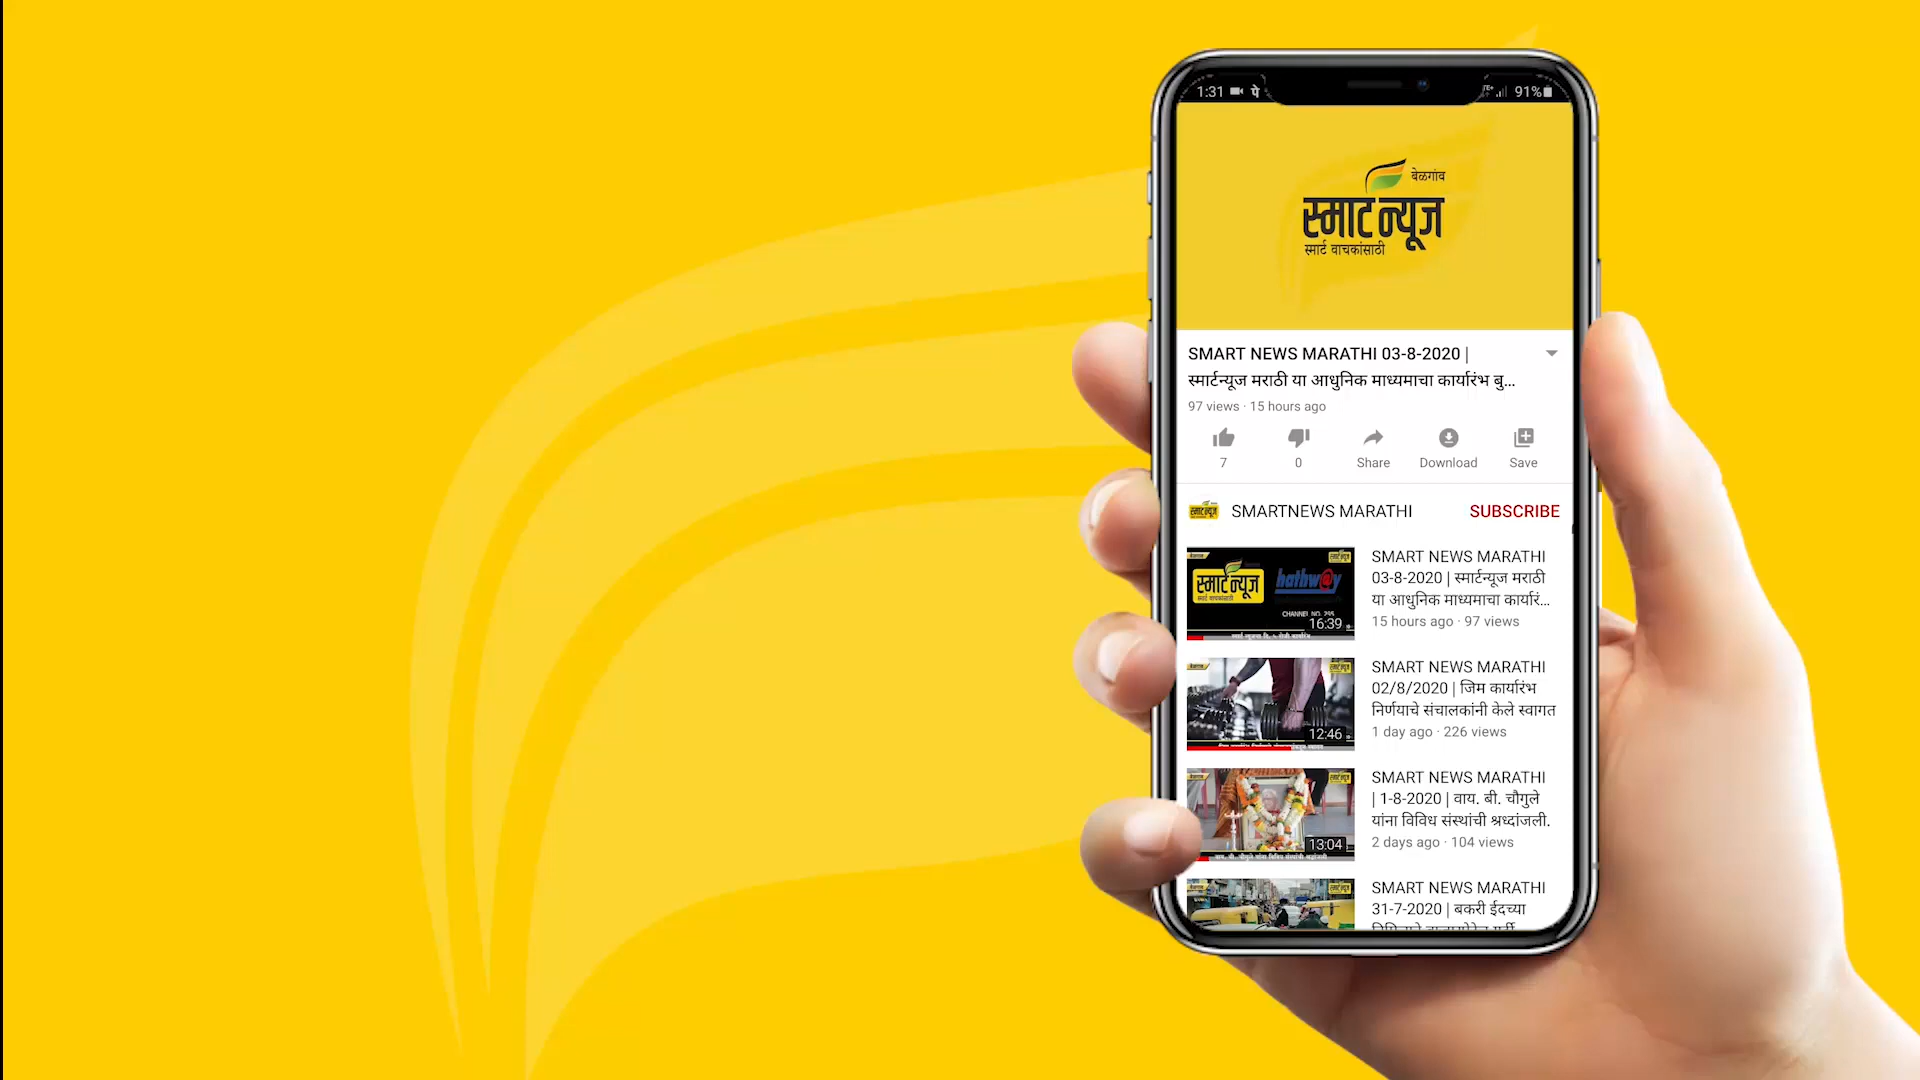 1:31 पे 91%
बेळगांव
स्मार्ट न्यूज
स्मार्ट वाचकांसाठी
SMART NEWS MARATHI 03-8-2020 |
स्मार्टन्यूज मराठी या आधुनिक माध्यमाचा कार्यारंभ बु...
97 views · 15 hours ago
7 0 Share Download Save
स्मार्ट न्यूज SMARTNEWS MARATHI SUBSCRIBE
स्मार्ट न्यूज hathw@y
CHANNEL NO. 295
16:39
SMART NEWS MARATHI
03-8-2020 | स्मार्टन्यूज मराठी
या आधुनिक माध्यमाचा कार्यारं...
15 hours ago · 97 views
12:46
SMART NEWS MARATHI
02/8/2020 | जिम कार्यारंभ
निर्णयाचे संचालकांनी केले स्वागत
1 day ago · 226 views
13:04
SMART NEWS MARATHI
| 1-8-2020 | वाय. बी. चौगुले
यांना विविध संस्थांची श्रध्दांजली.
2 days ago · 104 views
SMART NEWS MARATHI
31-7-2020 | बकरी ईदच्या